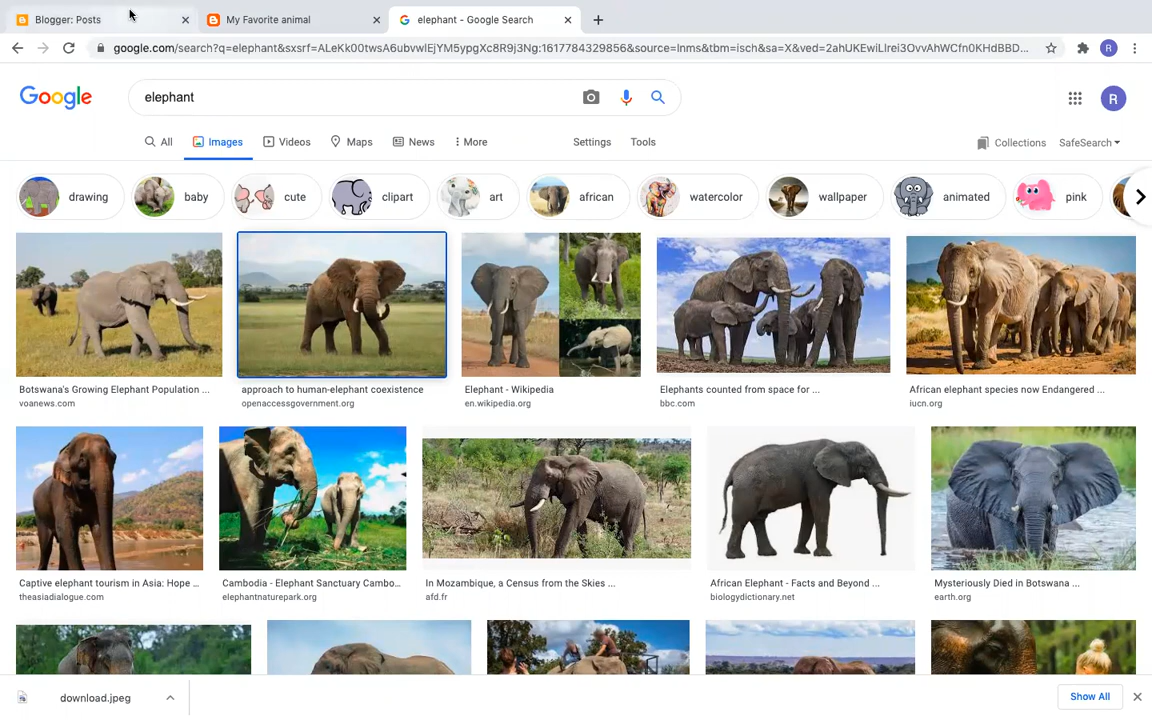 Blogger: Posts
My Favorite animal
elephant - Google Search
google.com/search?q=elephant&sxsrf=ALeKk00twsA6ubvwlEjYM5ypgXc8R9j3Ng:1617784329856&source=lnms&tbm=isch&sa=X&ved=2ahUKEwiLlrei3OvvAhWCfn0KHdBBD...
R
Google
elephant
R
All
Images
Videos
Maps
News
More
Settings
Tools
Collections
SafeSearch
drawing
baby
cute
clipart
art
african
watercolor
wallpaper
animated
pink
Botswana's Growing Elephant Population ...
voanews.com
approach to human-elephant coexistence
openaccessgovernment.org
Elephant - Wikipedia
en.wikipedia.org
Elephants counted from space for ...
bbc.com
African elephant species now Endangered ...
iucn.org
Captive elephant tourism in Asia: Hope ...
theasiadialogue.com
Cambodia - Elephant Sanctuary Cambo...
elephantnaturepark.org
In Mozambique, a Census from the Skies ...
afd.fr
African Elephant - Facts and Beyond ...
biologydictionary.net
Mysteriously Died in Botswana ...
earth.org
download.jpeg
Show All